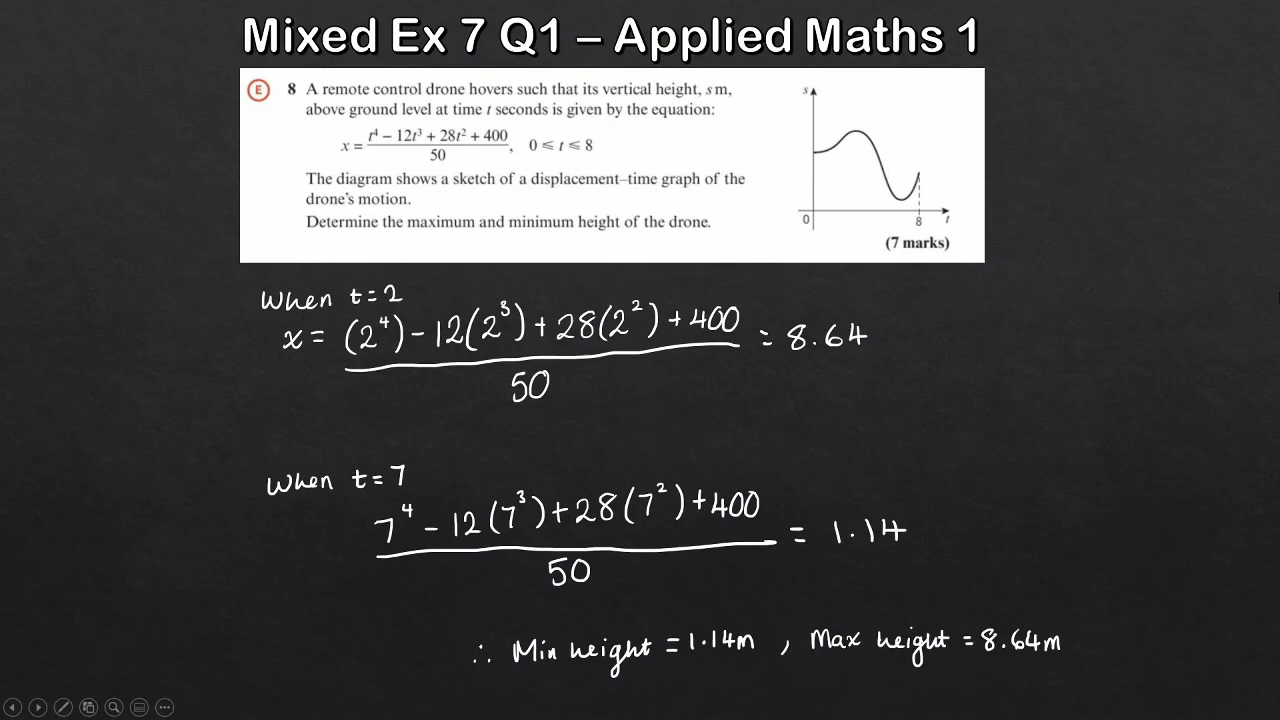 Mixed Ex 7 Q1 – Applied Maths 1
E 8 A remote control drone hovers such that its vertical height, s m,
above ground level at time t seconds is given by the equation:
x = (t⁴ − 12t³ + 28t² + 400)/50, 0 ⩽ t ⩽ 8
The diagram shows a sketch of a displacement–time graph of the
drone's motion.
Determine the maximum and minimum height of the drone.
s
0 8 t
(7 marks)
When t=2
x = ((2⁴) − 12(2³) + 28(2²) + 400)/50 = 8.64
When t=7
(7⁴ − 12(7³) + 28(7²) + 400)/50 = 1.14
∴ Min height = 1.14m , Max height = 8.64m